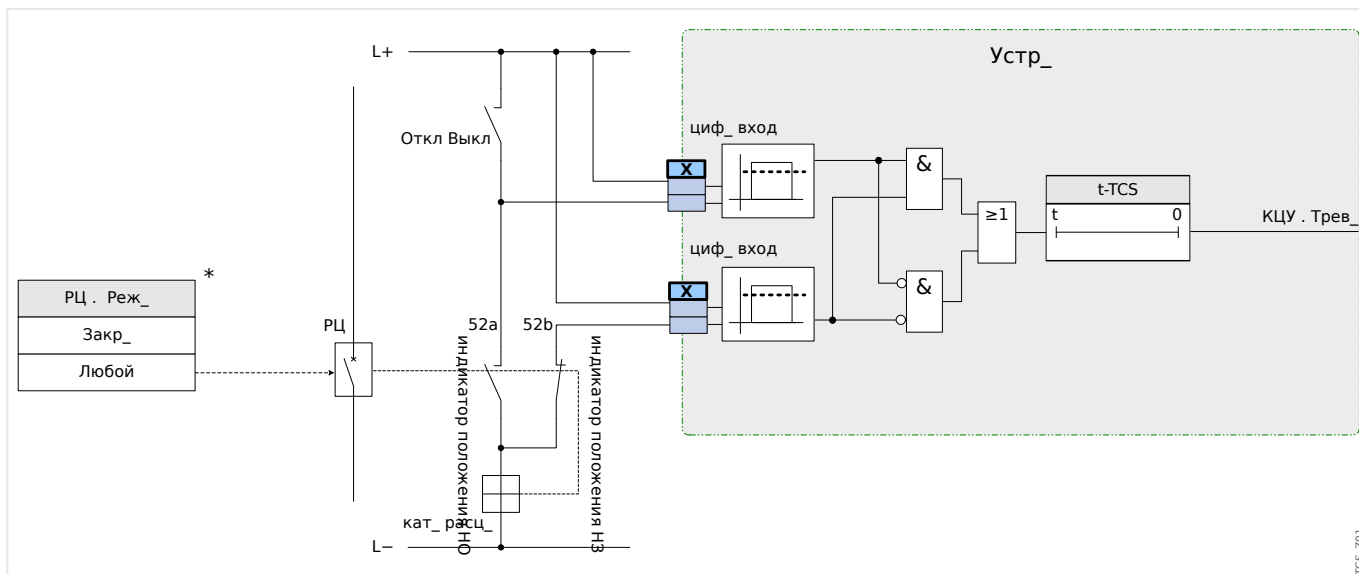 Устр_
L+
циф_ вход
Откл Выкл
X
&
t-TCS
≥1
t 0
КЦУ . Трев_
циф_ вход
*
РЦ . Реж_
X
&
Закр_
РЦ
52a
52b
Любой
индикатор положения НО
индикатор положения НЗ
кат_ расц_
L−